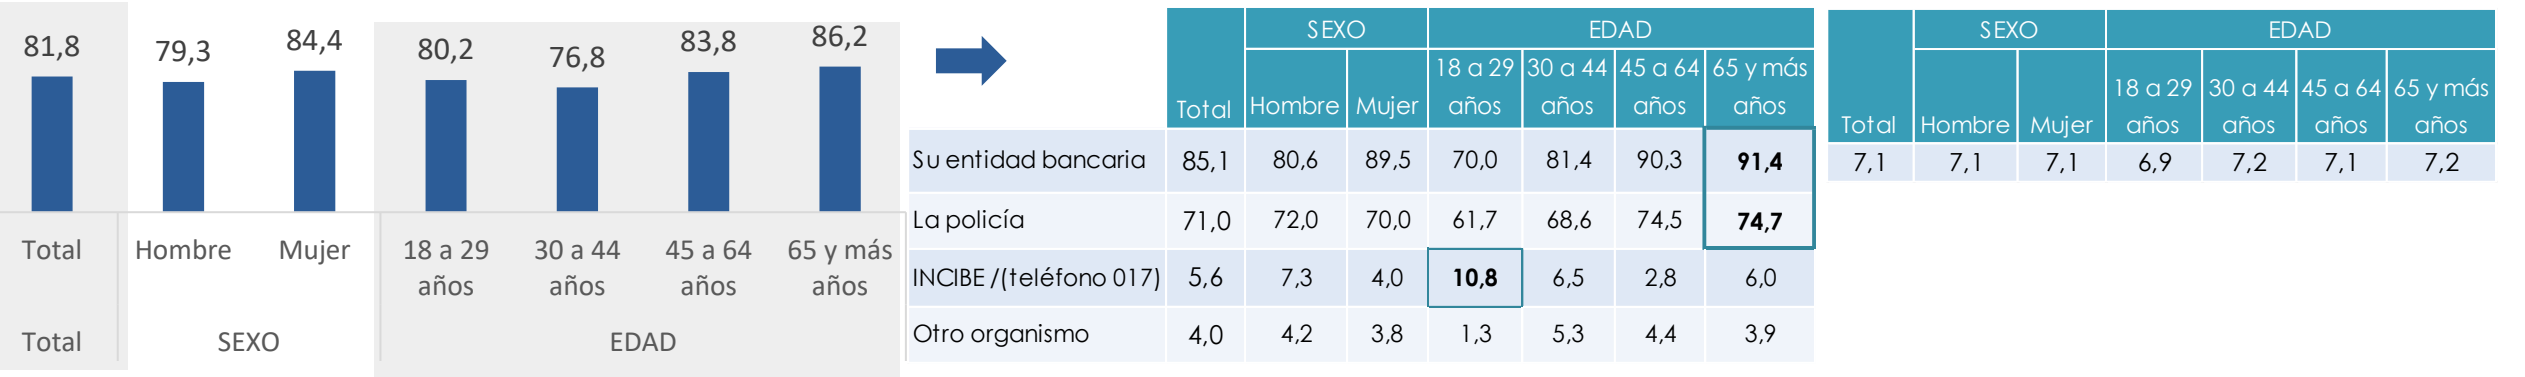 81,8 79,3 84,4 80,2 76,8 83,8 86,2
Total Hombre Mujer 18 a 29 30 a 44 45 a 64 65 y más
años años años años
Total SEXO EDAD
SEXO EDAD
18 a 29 30 a 44 45 a 64 65 y más
Total Hombre Mujer años años años años
Su entidad bancaria 85,1 80,6 89,5 70,0 81,4 90,3 91,4
La policía 71,0 72,0 70,0 61,7 68,6 74,5 74,7
INCIBE /(teléfono 017) 5,6 7,3 4,0 10,8 6,5 2,8 6,0
Otro organismo 4,0 4,2 3,8 1,3 5,3 4,4 3,9
SEXO EDAD
18 a 29 30 a 44 45 a 64 65 y más
Total Hombre Mujer años años años años
7,1 7,1 7,1 6,9 7,2 7,1 7,2